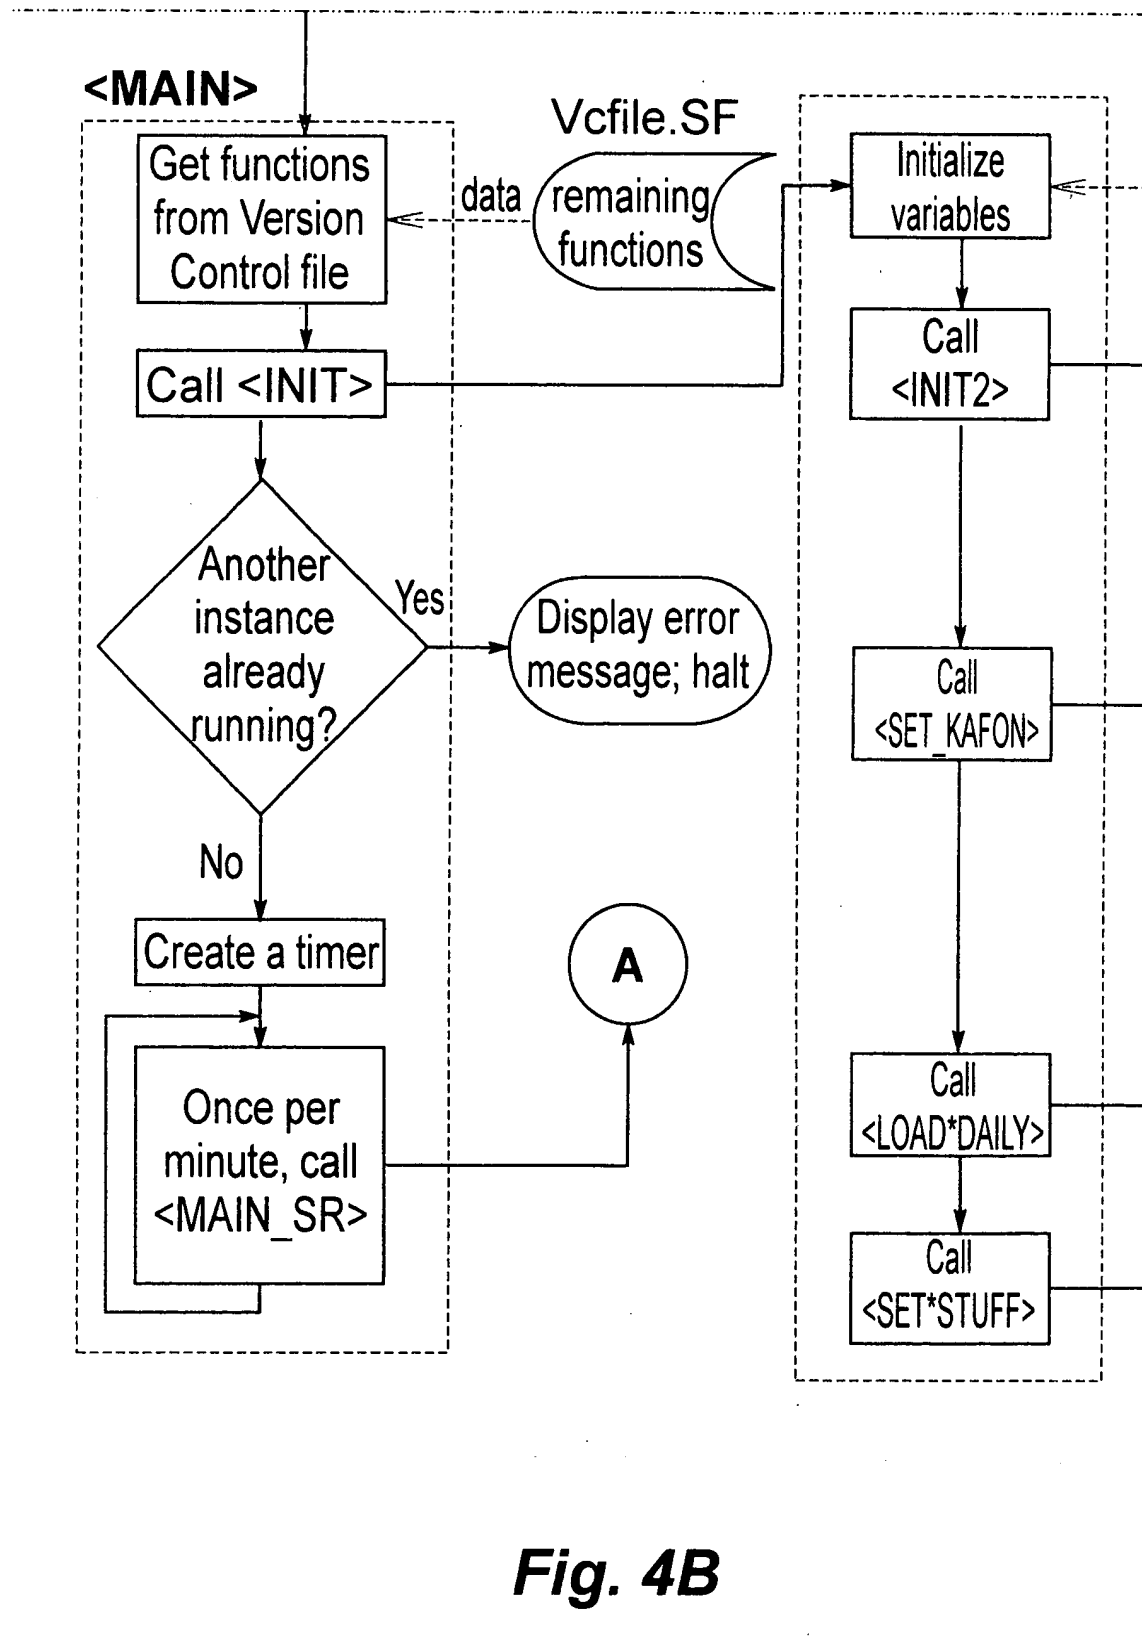 <MAIN>
Get functions
from Version
Control file
data
Vcfile.SF
remaining
functions
Call <INIT>
Another
instance
already
running?
Yes
Display error
message; halt
No
Create a timer
Once per
minute, call
<MAIN_SR>
A
Initialize
variables
Call
<INIT2>
Call
<SET_KAFON>
Call
<LOAD*DAILY>
Call
<SET*STUFF>
Fig. 4B